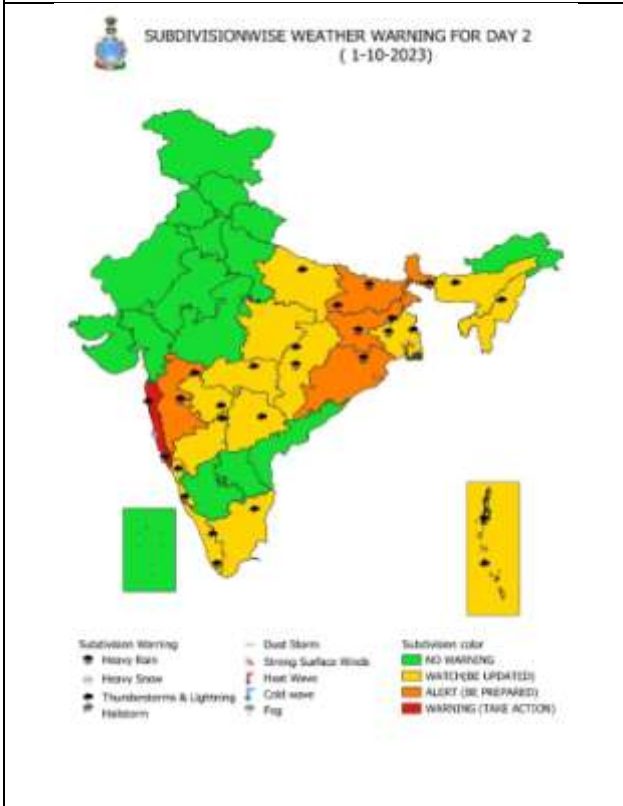 SUBDIVISIONWISE WEATHER WARNING FOR DAY 2
( 1-10-2023)
Subdivision Warning
Heavy Rain
Heavy Snow
Thunderstorms & Lightning
Hailstorm
Dust Storm
Strong Surface Winds
Heat Wave
Cold wave
Fog
Subdivision color
NO WARNING
WATCH(BE UPDATED)
ALERT (BE PREPARED)
WARNING (TAKE ACTION)